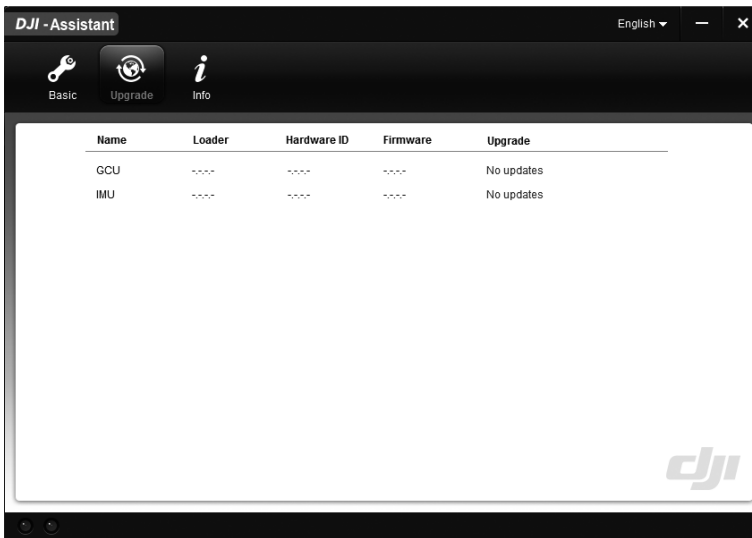 DJI - Assistant English
Basic Upgrade Info
Name Loader Hardware ID Firmware Upgrade
GCU -.-.-.- -.-.-.- -.-.-.- No updates
IMU -.-.-.- -.-.-.- -.-.-.- No updates
dji